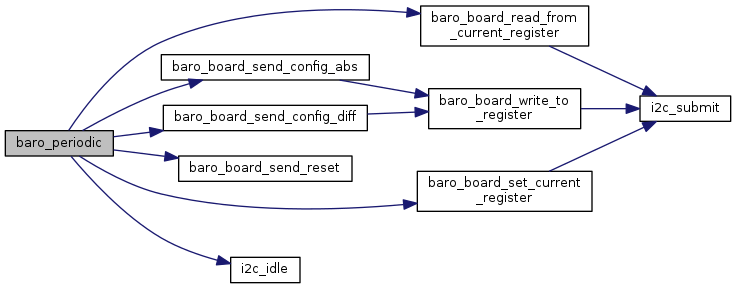 baro_board_read_from
_current_register
baro_board_send_config_abs
baro_board_write_to
_register
i2c_submit
baro_board_send_config_diff
baro_periodic
baro_board_send_reset
baro_board_set_current
_register
i2c_idle